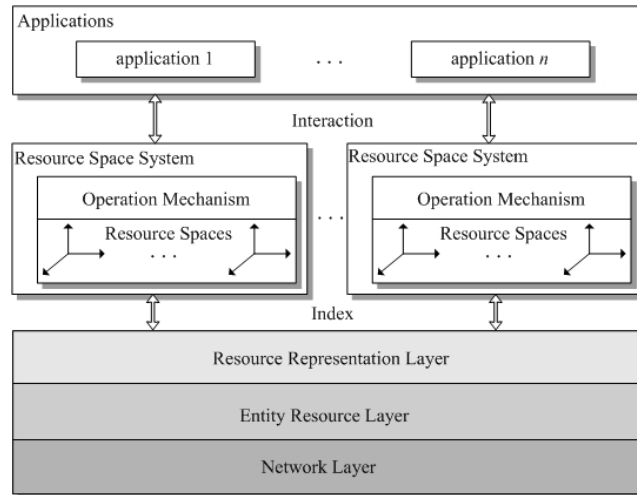 Applications
application 1 . . . application n
Interaction
Resource Space System Resource Space System
Operation Mechanism Operation Mechanism
. . .
Resource Spaces Resource Spaces
. . . . . .
Index
Resource Representation Layer
Entity Resource Layer
Network Layer